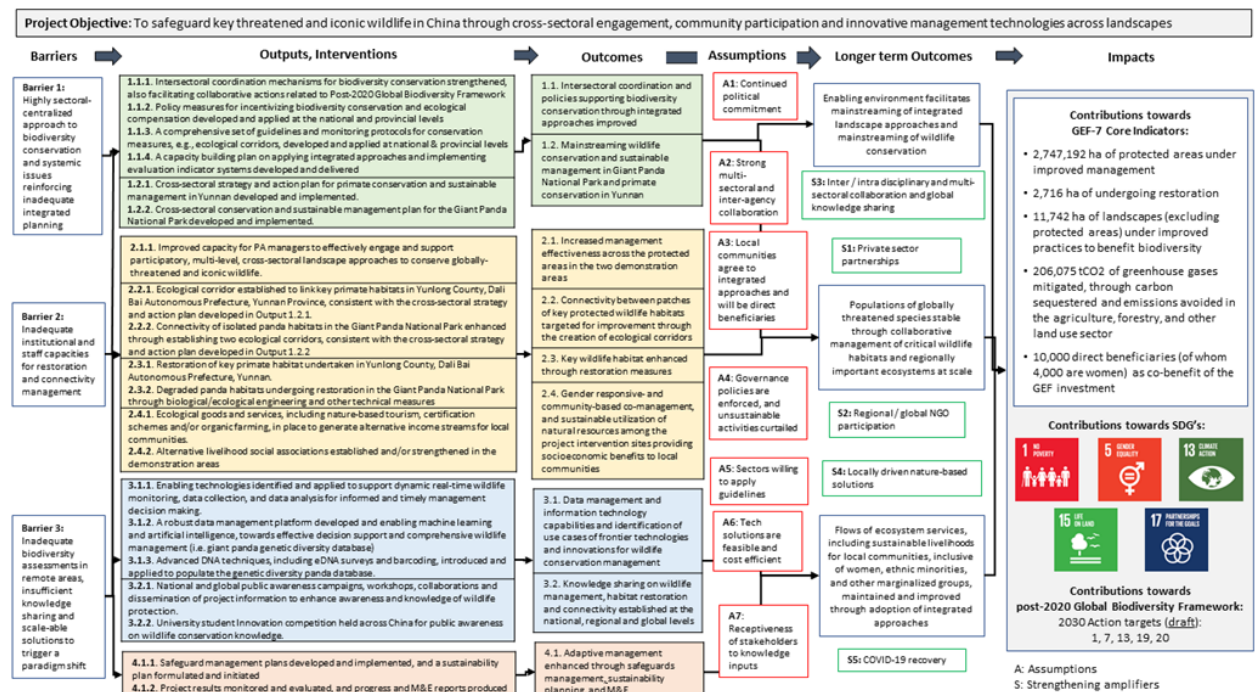 Project Objective: To safeguard key threatened and iconic wildlife in China through cross-sectoral engagement, community participation and innovative management technologies across landscapes
Barriers
Outputs, Interventions
Outcomes
Assumptions
Longer term Outcomes
Impacts
Barrier 1:
Highly sectoral-
centralized
approach to
biodiversity
conservation
and systemic
issues
reinforcing
inadequate
integrated
planning
Barrier 2:
Inadequate
institutional and
staff capacities
for restoration
and connectivity
management
Barrier 3:
Inadequate
biodiversity
assessments in
remote areas,
insufficient
knowledge
sharing and
scale-able
solutions to
trigger a
paradigm shift
1.1.1. Intersectoral coordination mechanisms for biodiversity conservation strengthened,
also facilitating collaborative actions related to Post-2020 Global Biodiversity Framework
1.1.2. Policy measures for incentivizing biodiversity conservation and ecological
compensation developed and applied at the national and provincial levels
1.1.3. A comprehensive set of guidelines and monitoring protocols for conservation
measures, e.g., ecological corridors, developed and applied at national & provincial levels
1.1.4. A capacity building plan on applying integrated approaches and implementing
evaluation indicator systems developed and delivered
1.2.1. Cross-sectoral strategy and action plan for primate conservation and sustainable
management in Yunnan developed and implemented.
1.2.2. Cross-sectoral conservation and sustainable management plan for the Giant Panda
National Park developed and implemented.
2.1.1. Improved capacity for PA managers to effectively engage and support
participatory, multi-level, cross-sectoral landscape approaches to conserve globally-
threatened and iconic wildlife.
2.2.1. Ecological corridor established to link key primate habitats in Yunlong County, Dali
Bai Autonomous Prefecture, Yunnan Province, consistent with the cross-sectoral strategy
and action plan developed in Output 1.2.1.
2.2.2. Connectivity of isolated panda habitats in the Giant Panda National Park enhanced
through establishing two ecological corridors, consistent with the cross-sectoral strategy
and action plan developed in Output 1.2.2
2.3.1. Restoration of key primate habitat undertaken in Yunlong County, Dali Bai
Autonomous Prefecture, Yunnan.
2.3.2. Degraded panda habitats undergoing restoration in the Giant Panda National Park
through biological/ecological engineering and other technical measures
2.4.1. Ecological goods and services, including nature-based tourism, certification
schemes and/or organic farming, in place to generate alternative income streams for local
communities.
2.4.2. Alternative livelihood social associations established and/or strengthened in the
demonstration areas
3.1.1. Enabling technologies identified and applied to support dynamic real-time wildlife
monitoring, data collection, and data analysis for informed and timely management
decision making.
3.1.2. A robust data management platform developed and enabling machine learning
and artificial intelligence, towards effective decision support and comprehensive wildlife
management (i.e. giant panda genetic diversity database)
3.1.3. Advanced DNA techniques, including eDNA surveys and barcoding, introduced and
applied to populate the genetic diversity panda database.
3.2.1. National and global public awareness campaigns, workshops, collaborations and
dissemination of project information to enhance awareness and knowledge of wildlife
protection.
3.2.2. University student Innovation competition held across China for public awareness
on wildlife conservation knowledge.
4.1.1. Safeguard management plans developed and implemented, and a sustainability
plan formulated and initiated
4.1.2. Project results monitored and evaluated, and progress and M&E reports produced
1.1. Intersectoral coordination and
policies supporting biodiversity
conservation through integrated
approaches improved
1.2. Mainstreaming wildlife
conservation and sustainable
management in Giant Panda
National Park and primate
conservation in Yunnan
2.1. Increased management
effectiveness across the protected
areas in the two demonstration
areas
2.2. Connectivity between patches
of key protected wildlife habitats
targeted for improvement through
the creation of ecological corridors
2.3. Key wildlife habitat enhanced
through restoration measures
2.4. Gender responsive- and
community-based co-management,
and sustainable utilization of
natural resources among the
project intervention sites providing
socioeconomic benefits to local
communities
3.1. Data management and
information technology
capabilities and identification of
use cases of frontier technologies
and innovations for wildlife
conservation management
3.2. Knowledge sharing on wildlife
management, habitat restoration
and connectivity established at the
national, regional and global levels
4.1. Adaptive management
enhanced through safeguards
management, sustainability
planning, and M&E
A1: Continued
political
commitment
A2: Strong
multi-
sectoral and
inter-agency
collaboration
A3: Local
communities
agree to
integrated
approaches and
will be direct
beneficiaries
A4: Governance
policies are
enforced, and
unsustainable
activities curtailed
A5: Sectors willing
to apply
guidelines
A6: Tech
solutions are
feasible and
cost efficient
A7:
Receptiveness
of stakeholders
to knowledge
inputs
Enabling environment facilitates
mainstreaming of integrated
landscape approaches and
mainstreaming of wildlife
conservation
S3: Inter / intra disciplinary and multi-
sectoral collaboration and global
knowledge sharing
S1: Private sector
partnerships
Populations of globally
threatened species stable
through collaborative
management of critical wildlife
habitats and regionally
important ecosystems at scale
S2: Regional / global NGO
participation
S4: Locally driven nature-based
solutions
Flows of ecosystem services,
including sustainable livelihoods
for local communities, inclusive
of women, ethnic minorities,
and other marginalized groups,
maintained and improved
through adoption of integrated
approaches
S5: COVID-19 recovery
Contributions towards
GEF-7 Core Indicators:
• 2,747,192 ha of protected areas under
improved management
• 2,716 ha of undergoing restoration
• 11,742 ha of landscapes (excluding
protected areas) under improved
practices to benefit biodiversity
• 206,075 tCO2 of greenhouse gases
mitigated, through carbon
sequestered and emissions avoided in
the agriculture, forestry, and other
land use sector
• 10,000 direct beneficiaries (of whom
4,000 are women) as co-benefit of the
GEF investment
Contributions towards SDG's:
1 NO
POVERTY
5 GENDER
EQUALITY
13 CLIMATE
ACTION
15 LIFE
ON LAND
17 PARTNERSHIPS
FOR THE GOALS
Contributions towards
post-2020 Global Biodiversity Framework:
2030 Action targets (draft):
1, 7, 13, 19, 20
A: Assumptions
S: Strengthening amplifiers